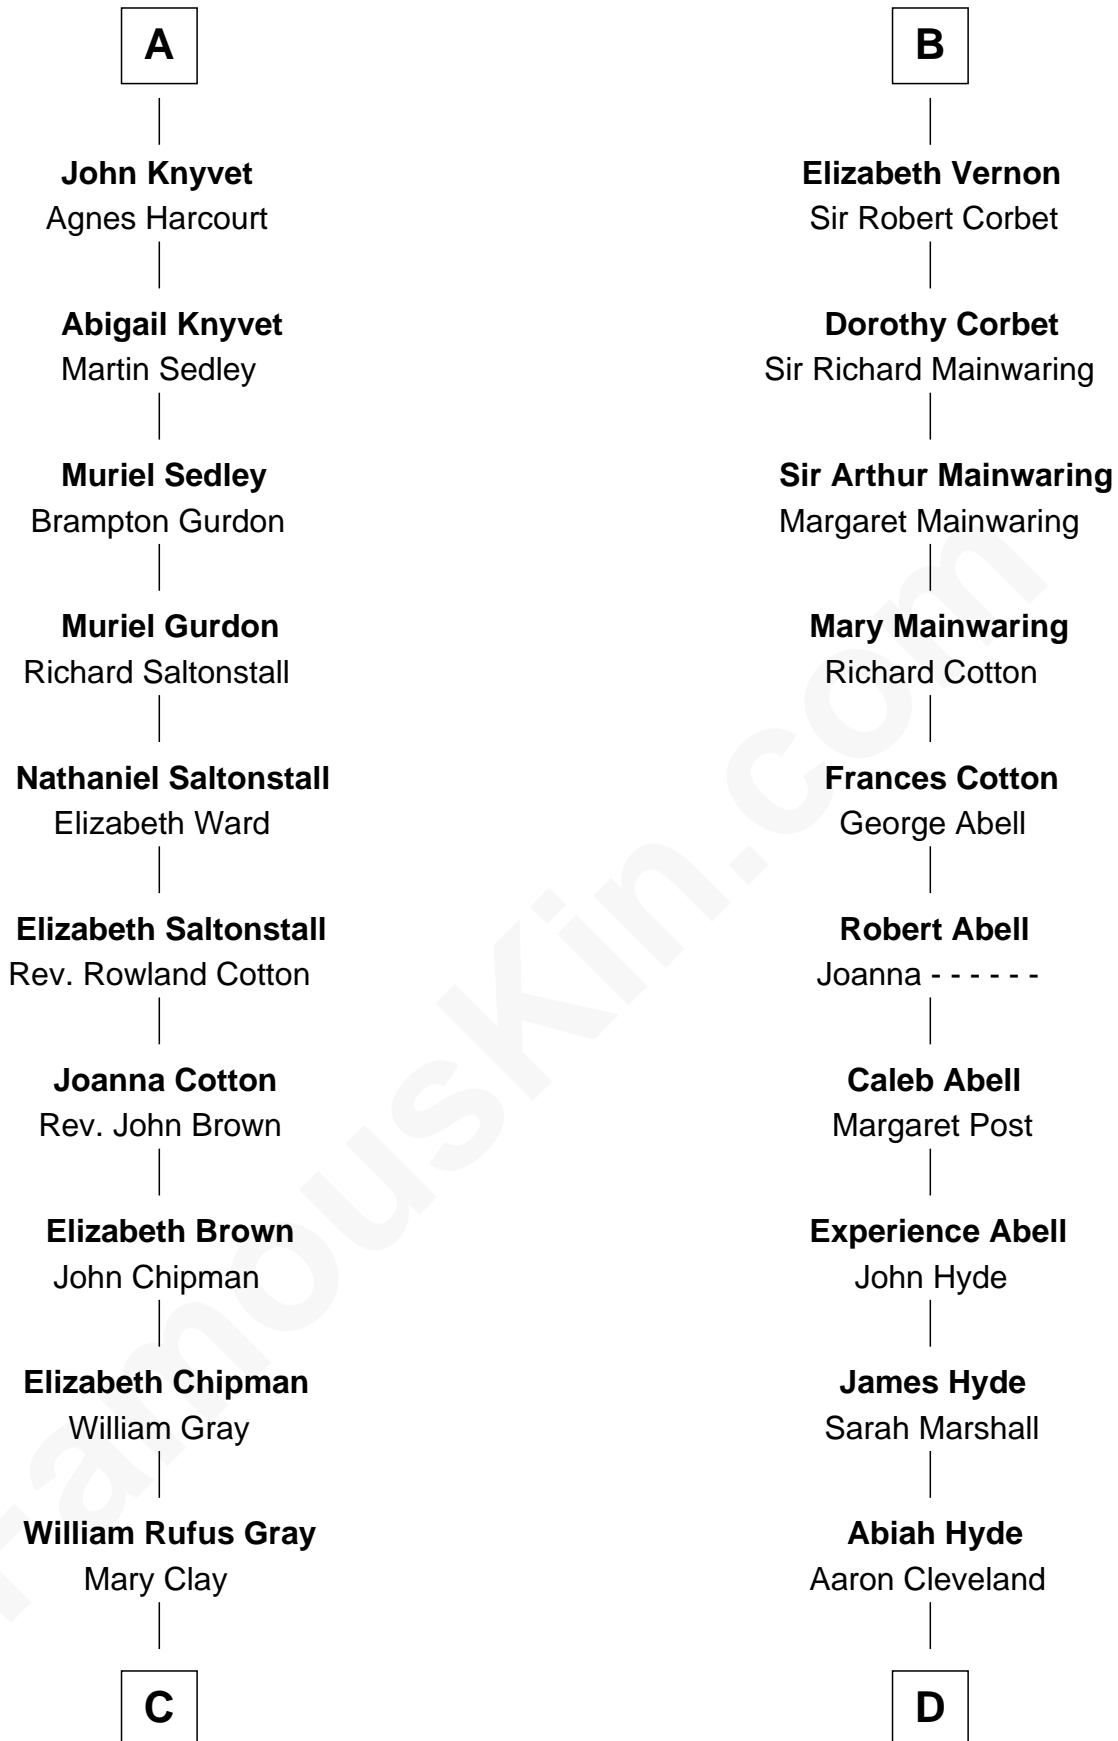 A
John Knyvet
Agnes Harcourt
Abigail Knyvet
Martin Sedley
Muriel Sedley
Brampton Gurdon
Muriel Gurdon
Richard Saltonstall
Nathaniel Saltonstall
Elizabeth Ward
Elizabeth Saltonstall
Rev. Rowland Cotton
Joanna Cotton
Rev. John Brown
Elizabeth Brown
John Chipman
Elizabeth Chipman
William Gray
William Rufus Gray
Mary Clay
C
B
Elizabeth Vernon
Sir Robert Corbet
Dorothy Corbet
Sir Richard Mainwaring
Sir Arthur Mainwaring
Margaret Mainwaring
Mary Mainwaring
Richard Cotton
Frances Cotton
George Abell
Robert Abell
Joanna - - - - - -
Caleb Abell
Margaret Post
Experience Abell
John Hyde
James Hyde
Sarah Marshall
Abiah Hyde
Aaron Cleveland
D
FamousKin.com